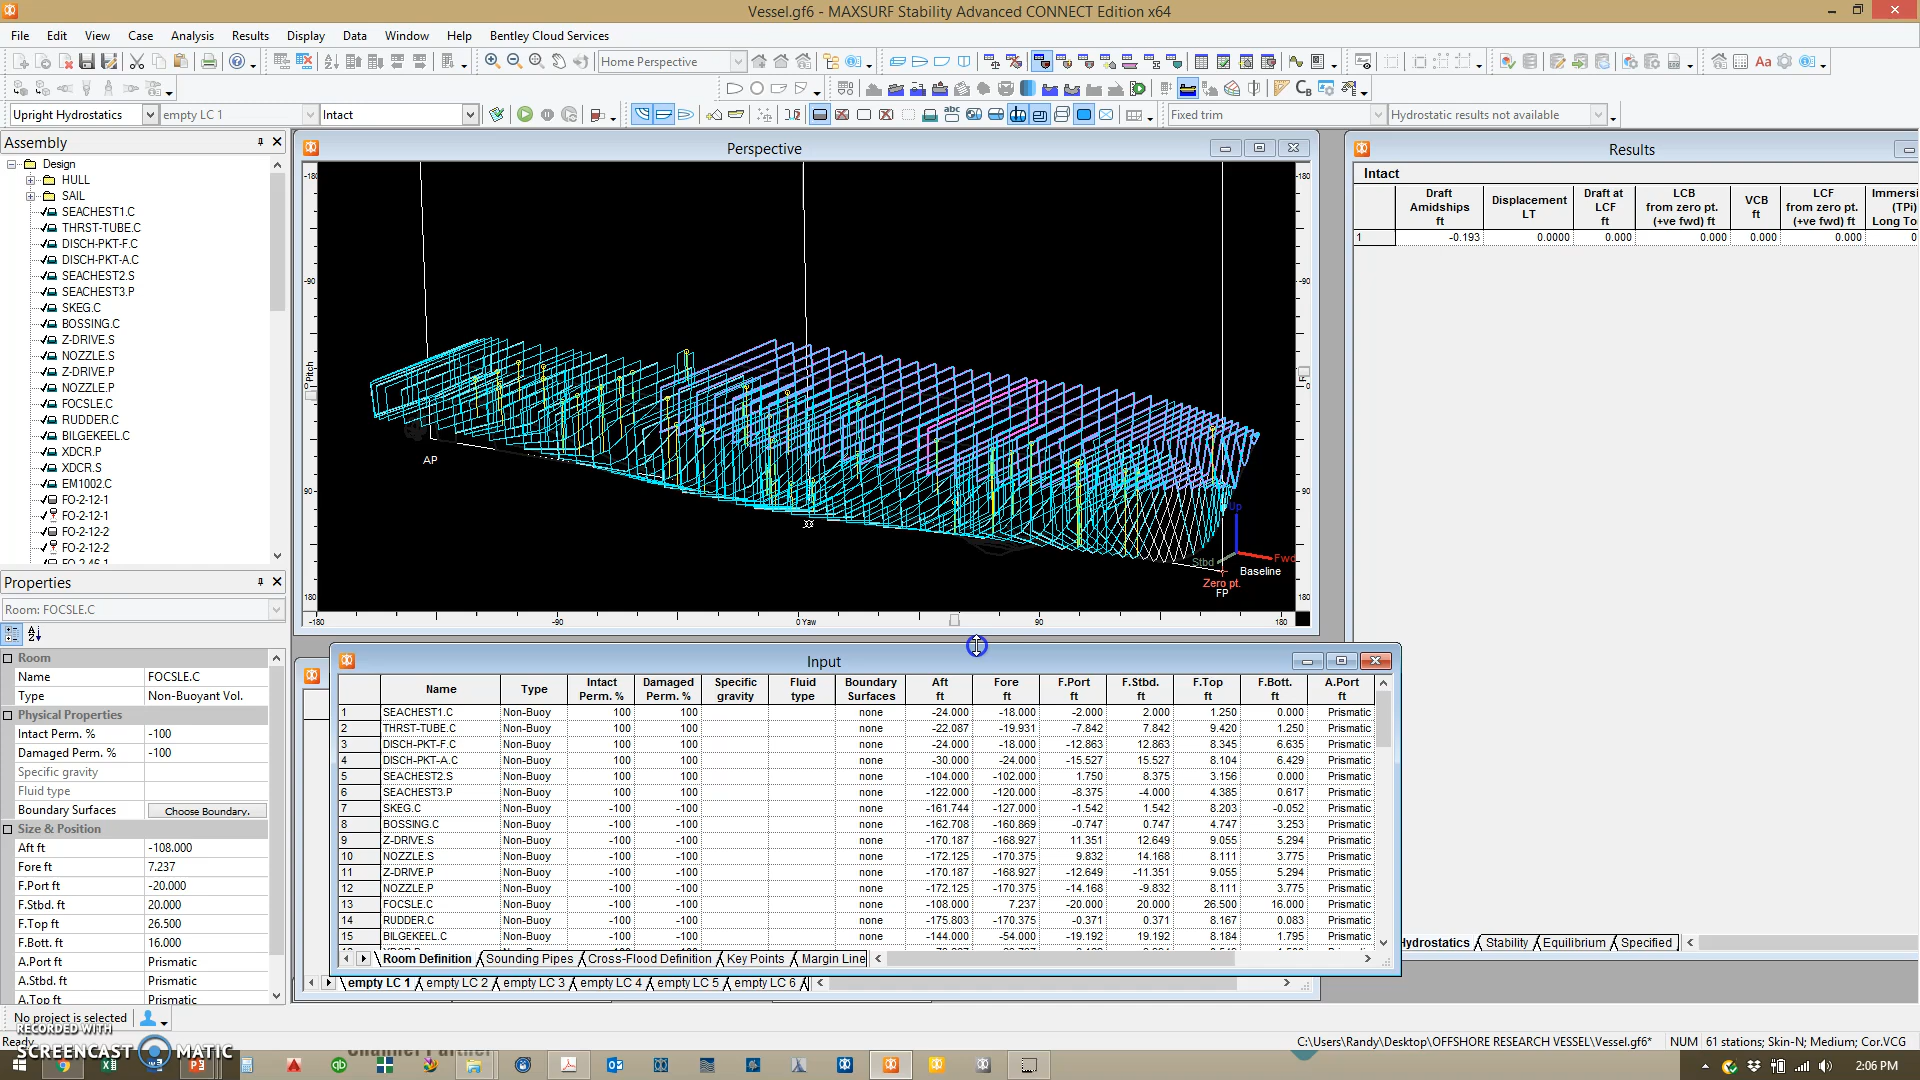 Vessel.gf6 - MAXSURF Stability Advanced CONNECT Edition x64
File Edit View Case Analysis Results Display Data Window Help Bentley Cloud Services
Home Perspective
Upright Hydrostatics empty LC 1 Intact Fixed trim Hydrostatic results not available
Assembly
Design
HULL
SAIL
SEACHEST1.C
THRST-TUBE.C
DISCH-PKT-F.C
DISCH-PKT-A.C
SEACHEST2.S
SEACHEST3.P
SKEG.C
BOSSING.C
Z-DRIVE.S
NOZZLE.S
Z-DRIVE.P
NOZZLE.P
FOCSLE.C
RUDDER.C
BILGEKEEL.C
XDCR.P
XDCR.S
EM1002.C
FO-2-12-1
FO-2-12-1
FO-2-12-2
FO-2-12-2
Properties
Room: FOCSLE.C
Room
Name FOCSLE.C
Type Non-Buoyant Vol.
Physical Properties
Intact Perm. % -100
Damaged Perm. % -100
Specific gravity
Fluid type
Boundary Surfaces Choose Boundary.
Size & Position
Aft ft -108.000
Fore ft 7.237
F.Port ft -20.000
F.Stbd. ft 20.000
F.Top ft 26.500
F.Bott. ft 16.000
A.Port ft Prismatic
A.Stbd. ft Prismatic
A.Top ft Prismatic
Perspective
-180 -180
-90 -90
Pitch 0 0
90 90
180 180
AP
Up
Stbd Fwd
Baseline
Zero pt.
FP
-180 -90 0 Yaw 90 180
Results
Intact
Draft Amidships ft Displacement LT Draft at LCF ft LCB from zero pt. (+ve fwd) ft VCB ft LCF from zero pt. (+ve fwd) ft Immersi (TPi) Long To
1 -0.193 0.0000 0.000 0.000 0.000 0.000 0
Hydrostatics Stability Equilibrium Specified
Input
Name Type Intact Perm. % Damaged Perm. % Specific gravity Fluid type Boundary Surfaces Aft ft Fore ft F.Port ft F.Stbd. ft F.Top ft F.Bott. ft A.Port ft
1 SEACHEST1.C Non-Buoy 100 100 none -24.000 -18.000 -2.000 2.000 1.250 0.000 Prismatic
2 THRST-TUBE.C Non-Buoy 100 100 none -22.087 -19.931 -7.842 7.842 9.420 1.250 Prismatic
3 DISCH-PKT-F.C Non-Buoy 100 100 none -24.000 -18.000 -12.863 12.863 8.345 6.635 Prismatic
4 DISCH-PKT-A.C Non-Buoy 100 100 none -30.000 -24.000 -15.527 15.527 8.104 6.429 Prismatic
5 SEACHEST2.S Non-Buoy 100 100 none -104.000 -102.000 1.750 8.375 3.156 0.000 Prismatic
6 SEACHEST3.P Non-Buoy 100 100 none -122.000 -120.000 -8.375 -4.000 4.385 0.617 Prismatic
7 SKEG.C Non-Buoy -100 -100 none -161.744 -127.000 -1.542 1.542 8.203 -0.052 Prismatic
8 BOSSING.C Non-Buoy -100 -100 none -162.708 -160.869 -0.747 0.747 4.747 3.253 Prismatic
9 Z-DRIVE.S Non-Buoy -100 -100 none -170.187 -168.927 11.351 12.649 9.055 5.294 Prismatic
10 NOZZLE.S Non-Buoy -100 -100 none -172.125 -170.375 9.832 14.168 8.111 3.775 Prismatic
11 Z-DRIVE.P Non-Buoy -100 -100 none -170.187 -168.927 -12.649 -11.351 9.055 5.294 Prismatic
12 NOZZLE.P Non-Buoy -100 -100 none -172.125 -170.375 -14.168 -9.832 8.111 3.775 Prismatic
13 FOCSLE.C Non-Buoy -100 -100 none -108.000 7.237 -20.000 20.000 26.500 16.000 Prismatic
14 RUDDER.C Non-Buoy -100 -100 none -175.803 -170.375 -0.371 0.371 8.167 0.083 Prismatic
15 BILGEKEEL.C Non-Buoy -100 -100 none -144.000 -54.000 -19.192 19.192 8.184 1.795 Prismatic
Room Definition Sounding Pipes Cross-Flood Definition Key Points Margin Line
empty LC 1 empty LC 2 empty LC 3 empty LC 4 empty LC 5 empty LC 6
No project is selected
Ready
RECORDED WITH
SCREENCAST MATIC
C:\Users\Randy\Desktop\OFFSHORE RESEARCH VESSEL\Vessel.gf6* NUM 61 stations; Skin-N; Medium; Cor.VCG
2:06 PM